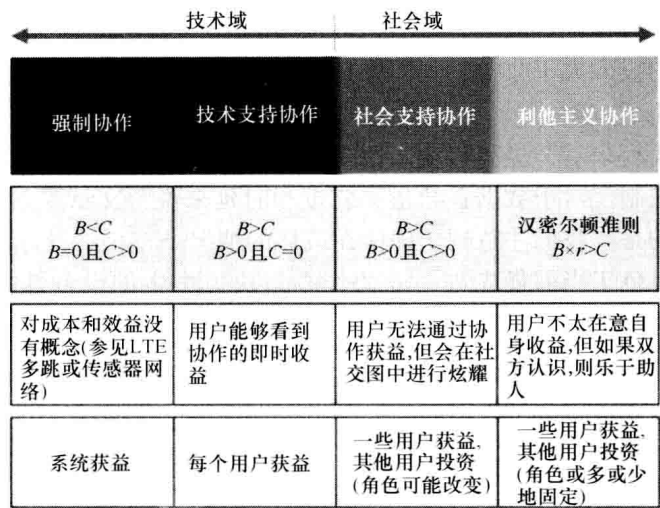 技术域 社会域
强制协作 技术支持协作 社会支持协作 利他主义协作
B<C
B=0且C>0
B>C
B>0且C=0
B>C
B>0且C>0
汉密尔顿准则
B×r>C
对成本和效益没
有概念(参见LTE
多跳或传感器网
络)
用户能够看到
协作的即时收
益
用户无法通过协
作获益,但会在社
交图中进行炫耀
用户不太在意自
身收益,但如果双
方认识,则乐于助
人
系统获益
每个用户获益
一些用户获益,
其他用户投资
(角色可能改变)
一些用户获益,
其他用户投资
(角色或多或少
地固定)